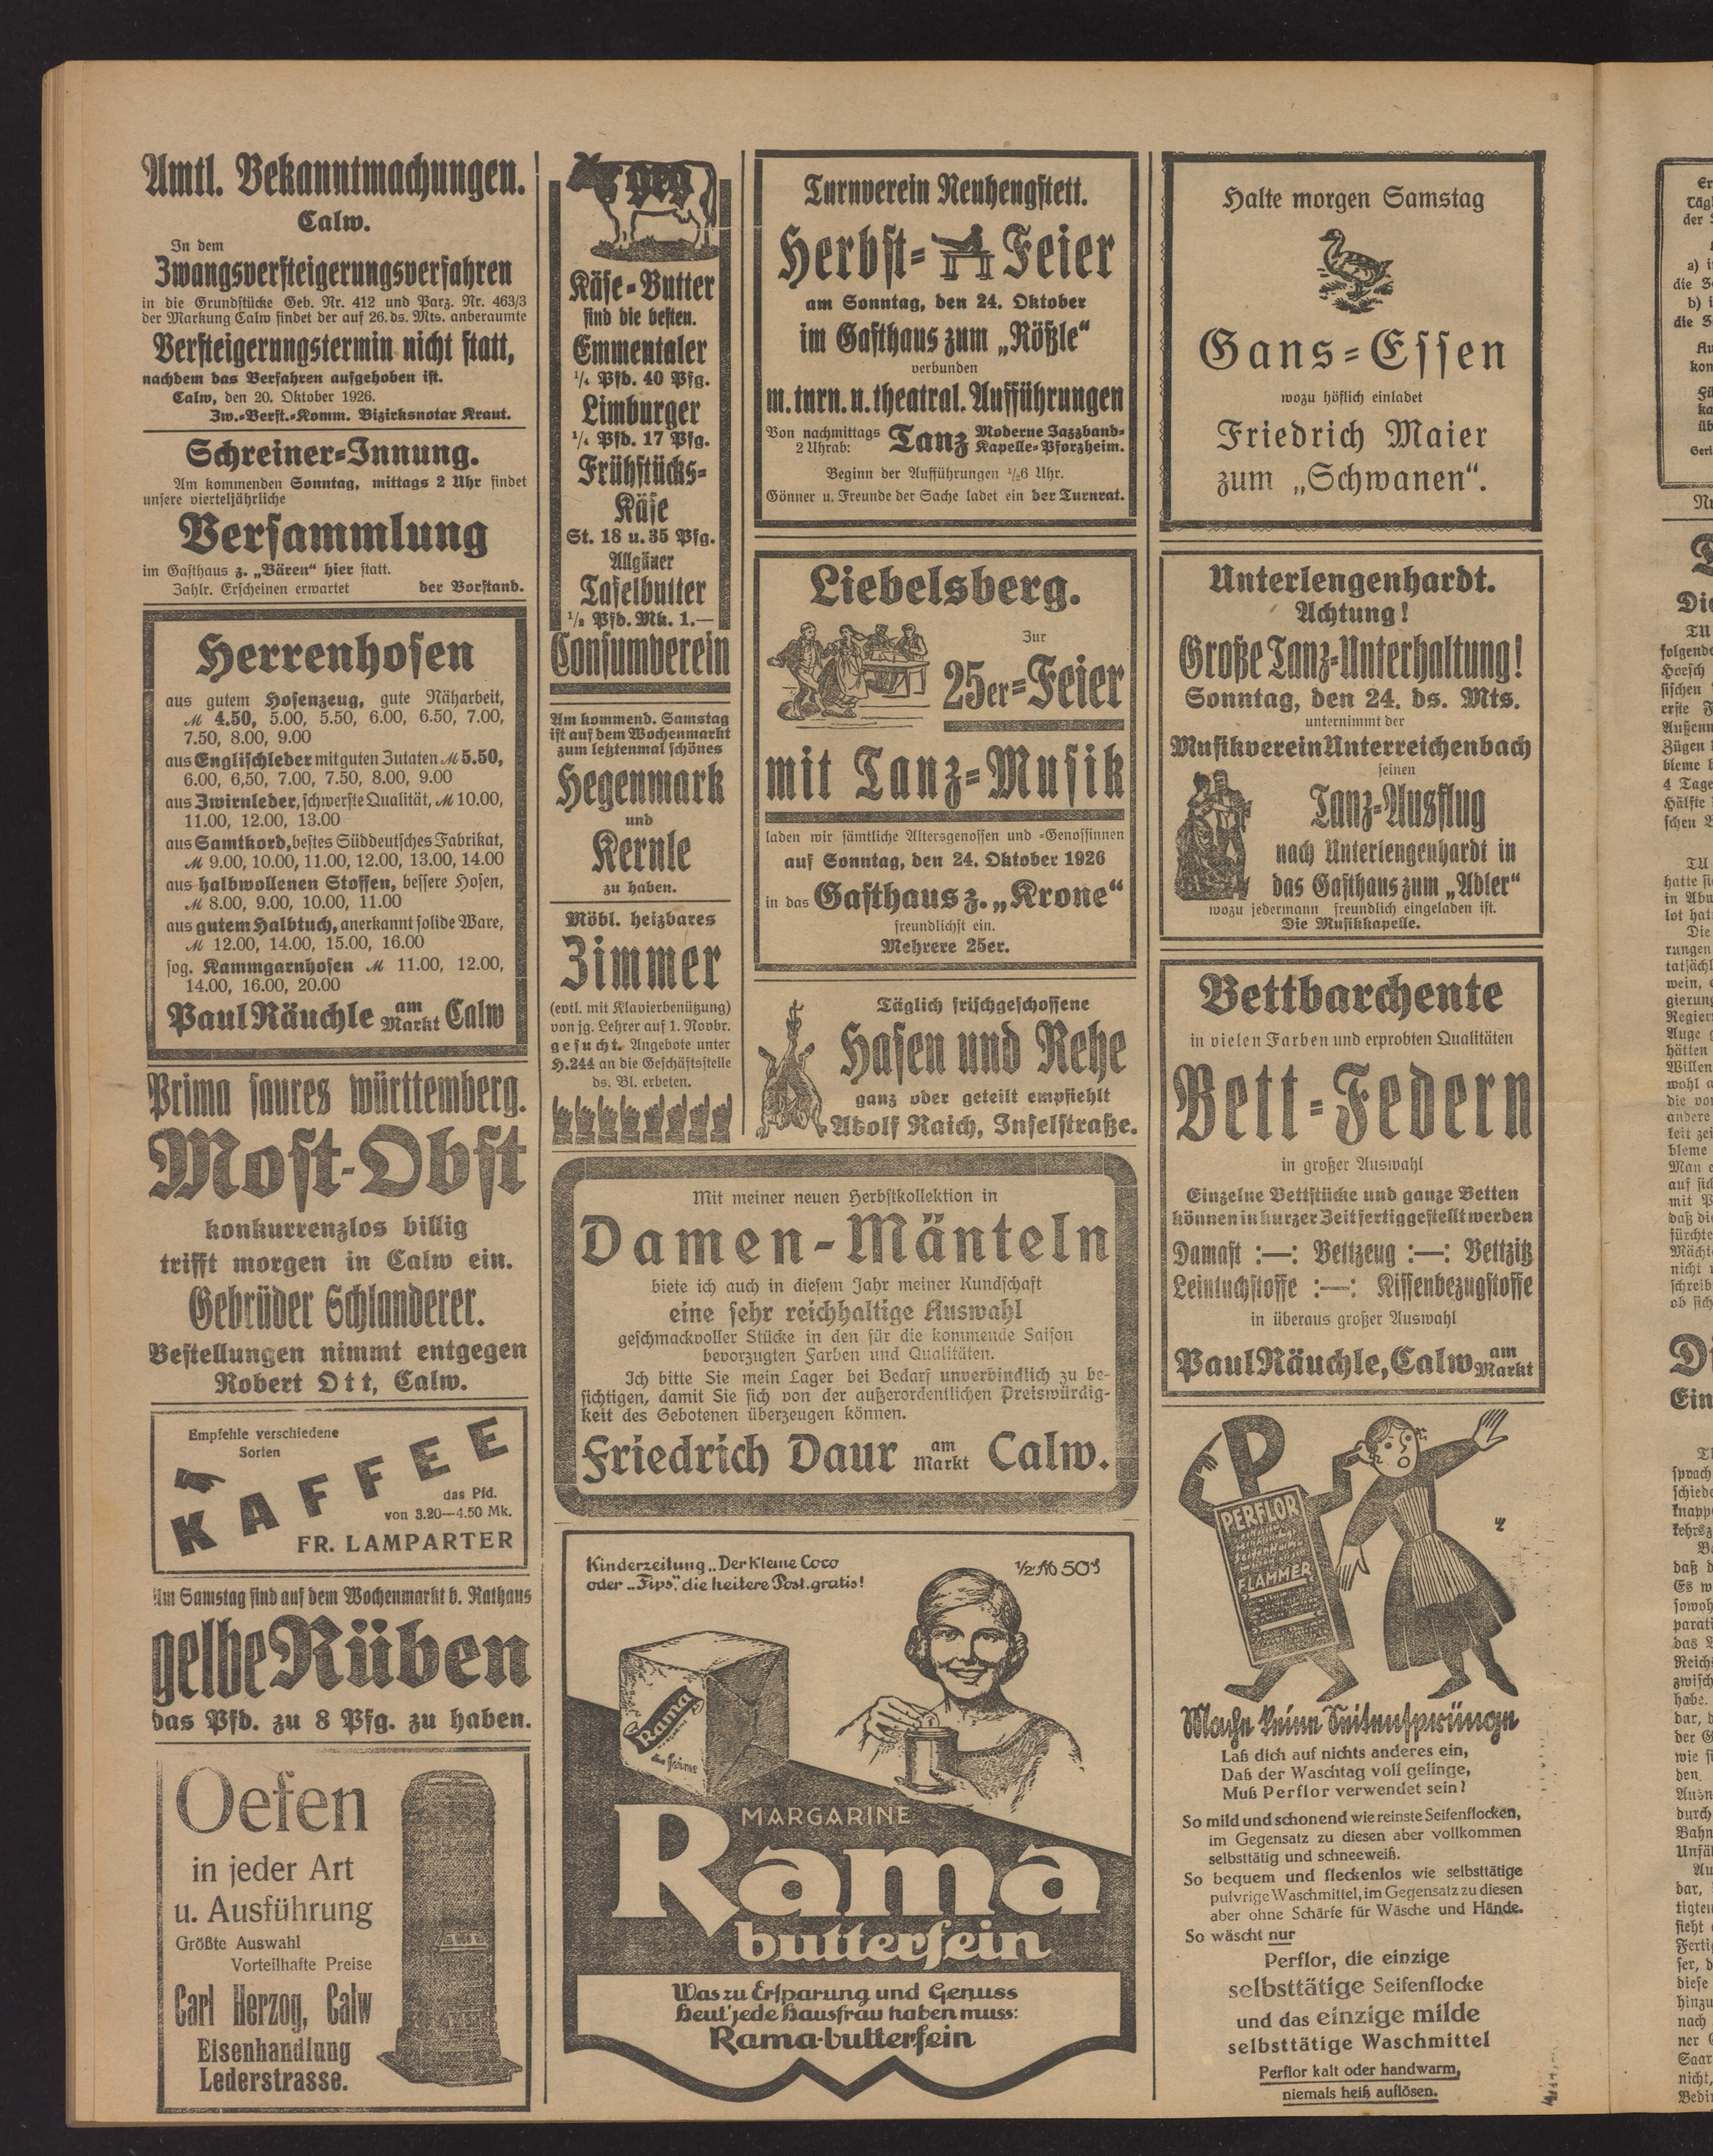 Amtl. Bekanntmachungen.
Calw.
In dem
Zwangsversteigerungsverfahren
in die Grundstücke Geb. Nr. 412 und Parz. Nr. 463/3
der Markung Calw findet der auf 26. ds. Mts. anberaumte
Versteigerungstermin nicht statt,
nachdem das Verfahren aufgehoben ist.
Calw, den 20. Oktober 1926.
Zw.-Verst.-Komm. Bizirksnotar Kraut.
Schreiner-Innung.
Am kommenden Sonntag, mittags 2 Uhr findet
unsere vierteljährliche
Versammlung
im Gasthaus z. „Bären“ hier statt.
Zahlr. Erscheinen erwartet der Vorstand.
Herrenhosen
aus gutem Hosenzeug, gute Näharbeit,
M 4.50, 5.00, 5.50, 6.00, 6.50, 7.00,
7.50, 8.00, 9.00
aus Englischleder mit guten Zutaten M 5.50,
6.00, 6,50, 7.00, 7.50, 8.00, 9.00
aus Zwirnleder, schwerste Qualität, M 10.00,
11.00, 12.00, 13.00
aus Samtkord, bestes Süddeutsches Fabrikat,
M 9.00, 10.00, 11.00, 12.00, 13.00, 14.00
aus halbwollenen Stoffen, bessere Hosen,
M 8.00, 9.00, 10.00, 11.00
aus gutem Halbtuch, anerkannt solide Ware,
M 12.00, 14.00, 15.00, 16.00
sog. Kammgarnhosen M 11.00, 12.00,
14.00, 16.00, 20.00
Paul Räuchle am Markt Calw
Prima saures württemberg.
Most-Obst
konkurrenzlos billig
trifft morgen in Calw ein.
Gebrüder Schlanderer.
Bestellungen nimmt entgegen
Robert Ott, Calw.
Empfehle verschiedene
Sorten
KAFFEE
das Pfd.
von 3.20—4.50 Mk.
FR. LAMPARTER
Am Samstag sind auf dem Wochenmarkt b. Rathaus
gelbe Rüben
das Pfd. zu 8 Pfg. zu haben.
Oefen
in jeder Art
u. Ausführung
Größte Auswahl
Vorteilhafte Preise
Carl Herzog, Calw
Eisenhandlung
Lederstrasse.
GEG
Käse-Butter
sind die besten.
Emmentaler
1/4 Pfd. 40 Pfg.
Limburger
1/4 Pfd. 17 Pfg.
Frühstücks-
Käse
St. 18 u. 35 Pfg.
Allgäuer
Tafelbutter
1/2 Pfd. Mk. 1.—
Consumverein
Am kommend. Samstag
ist auf dem Wochenmarkt
zum letztenmal schönes
Hegenmark
und
Kernle
zu haben.
Möbl. heizbares
Zimmer
(evtl. mit Klavierbenützung)
von jg. Lehrer auf 1. Novbr.
gesucht. Angebote unter
H. 244 an die Geschäftsstelle
ds. Bl. erbeten.
Turnverein Neuhengstett.
Herbst-Feier
am Sonntag, den 24. Oktober
im Gasthaus zum „Rößle“
verbunden
m. turn. u. theatral. Aufführungen
Von nachmittags 2 Uhr ab: Tanz Moderne Jazzband-
Kapelle-Pforzheim.
Beginn der Aufführungen 1/26 Uhr.
Gönner u. Freunde der Sache ladet ein der Turnrat.
Liebelsberg.
Zur
25er-Feier
mit Tanz-Musik
laden wir sämtliche Altersgenossen und -Genossinnen
auf Sonntag, den 24. Oktober 1926
in das Gasthaus z. „Krone“
freundlichst ein.
Mehrere 25er.
Täglich frischgeschossene
Hasen und Rehe
ganz oder geteilt empfiehlt
Adolf Raich, Inselstraße.
Mit meiner neuen Herbstkollektion in
Damen-Mänteln
biete ich auch in diesem Jahr meiner Kundschaft
eine sehr reichhaltige Auswahl
geschmackvoller Stücke in den für die kommende Saison
bevorzugten Farben und Qualitäten.
Ich bitte Sie mein Lager bei Bedarf unverbindlich zu be-
sichtigen, damit Sie sich von der außerordentlichen Preiswürdig-
keit des Gebotenen überzeugen können.
Friedrich Daur am Markt Calw.
Kinderzeitung „Der kleine Coco
oder „Fips“, die heitere Post. gratis!
1/2 ℔ 50₰
Rama
MARGARINE
Rama
butterfein
Was zu Ersparung und Genuss
heut' jede Hausfrau haben muss:
Rama-butterfein
Halte morgen Samstag
Gans-Essen
wozu höflich einladet
Friedrich Maier
zum „Schwanen“.
Unterlengenhardt.
Achtung!
Große Tanz-Unterhaltung!
Sonntag, den 24. ds. Mts.
unternimmt der
Musikverein Unterreichenbach
seinen
Tanz-Ausflug
nach Unterlengenhardt in
das Gasthaus zum „Adler“
wozu jedermann freundlich eingeladen ist.
Die Musikkapelle.
Bettbarchente
in vielen Farben und erprobten Qualitäten
Bett-Federn
in großer Auswahl
Einzelne Bettstücke und ganze Betten
können in kurzer Zeit fertiggestellt werden
Damast :—: Bettzeug :—: Bettzitz
Leintuchstoffe :—: Kissenbezugstoffe
in überaus großer Auswahl
Paul Räuchle, Calw am Markt
P
PERFLOR
FLAMMER
Mache keine Seitensprünge
Laß dich auf nichts anderes ein,
Daß der Waschtag voll gelinge,
Muß Perflor verwendet sein!
So mild und schonend wie reinste Seifenflocken,
im Gegensatz zu diesen aber vollkommen
selbsttätig und schneeweiß.
So bequem und fleckenlos wie selbsttätige
pulvrige Waschmittel, im Gegensatz zu diesen
aber ohne Schärfe für Wäsche und Hände.
So wäscht nur
Perflor, die einzige
selbsttätige Seifenflocke
und das einzige milde
selbsttätige Waschmittel
Perflor kalt oder handwarm,
niemals heiß auflösen.